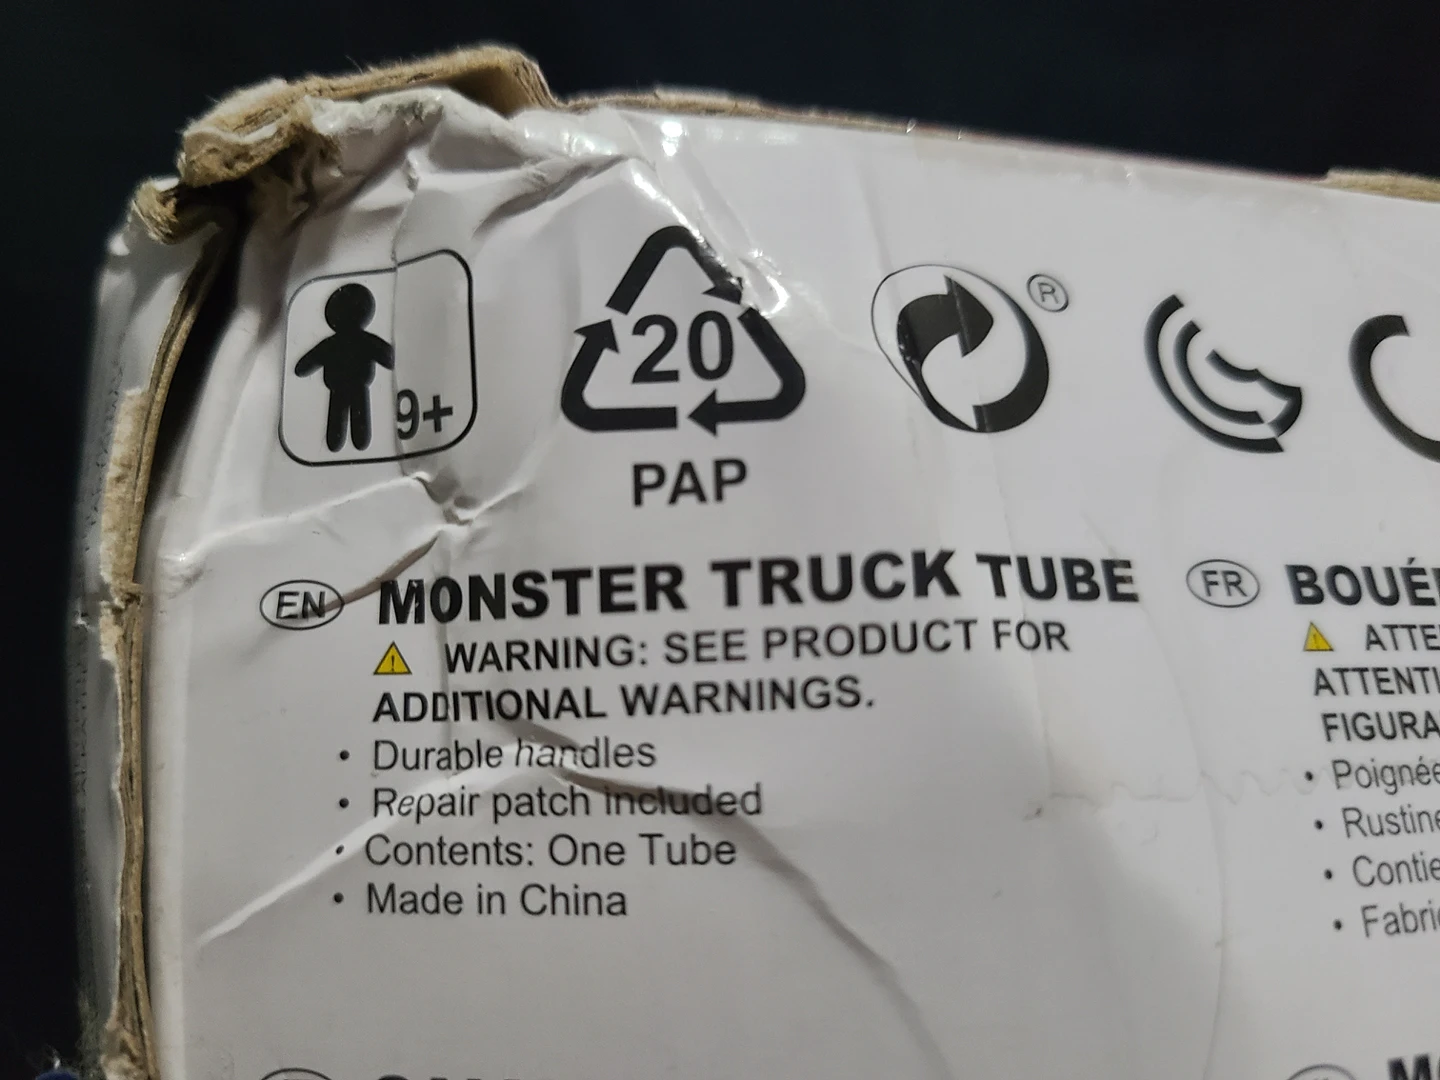 9+
20
PAP
®
EN MONSTER TRUCK TUBE
WARNING: SEE PRODUCT FOR
ADDITIONAL WARNINGS.
• Durable handles
• Repair patch included
• Contents: One Tube
• Made in China
FR